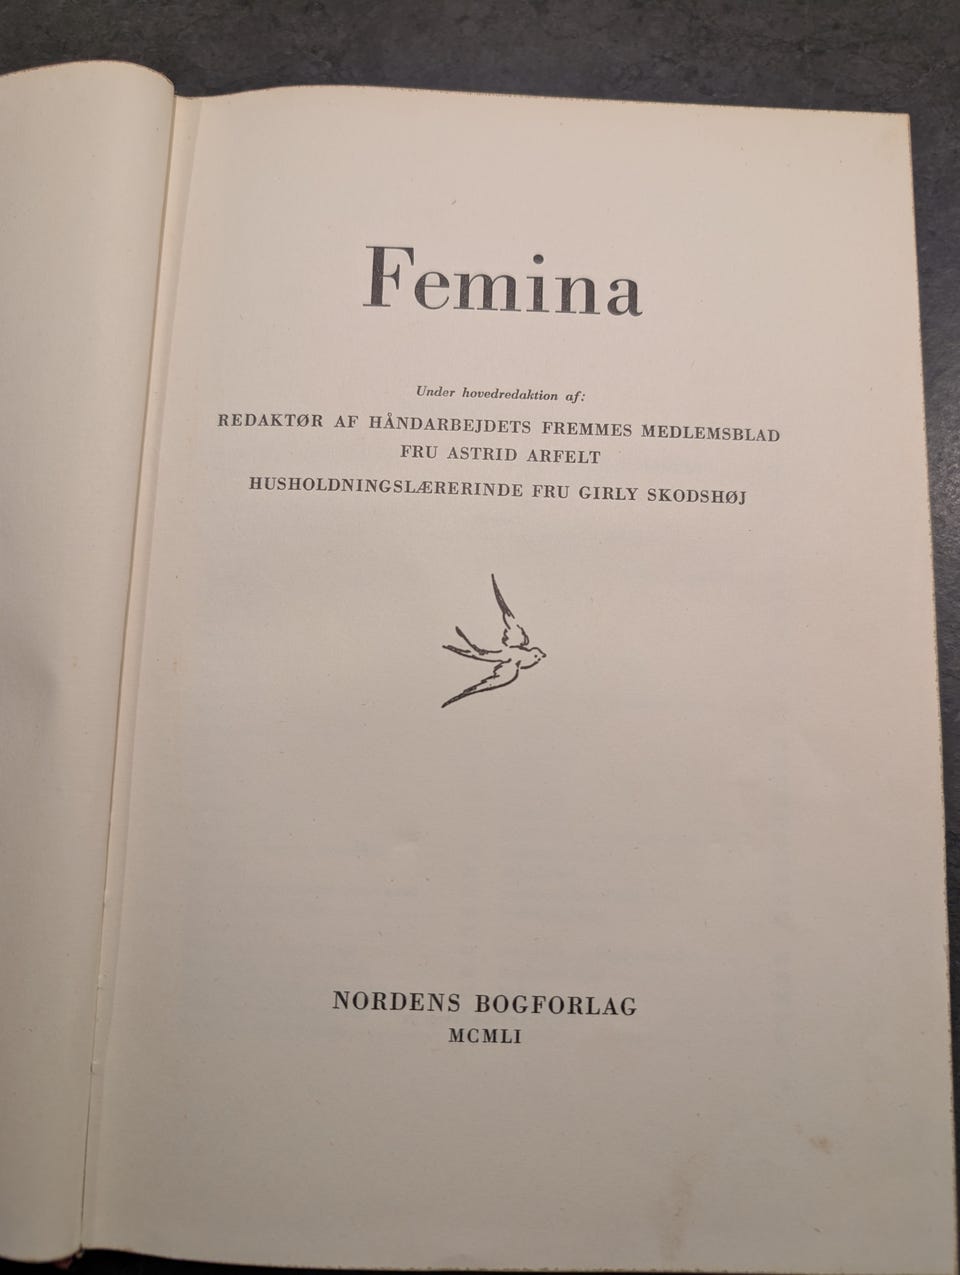 Femina
Under hovedredaktion af:
REDAKTØR AF HÅNDARBEJDETS FREMMES MEDLEMSBLAD
FRU ASTRID ARFELT
HUSHOLDNINGSLÆRERINDE FRU GIRLY SKODSHØJ
NORDENS BOGFORLAG
MCMLI